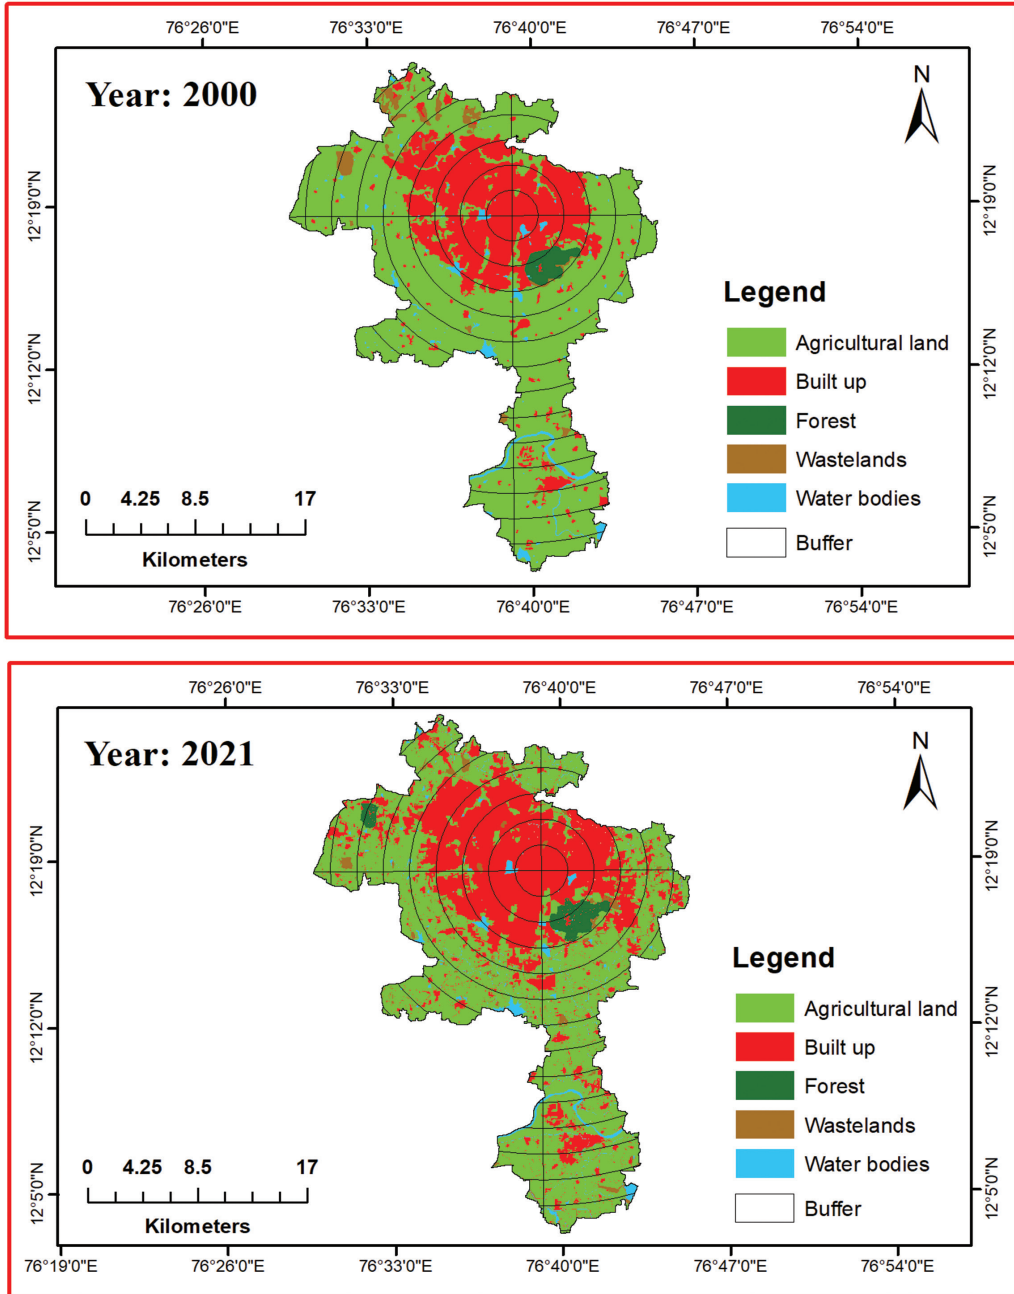 76°26'0"E 76°33'0"E 76°40'0"E 76°47'0"E 76°54'0"E
Year: 2000
N
12°19'0"N
12°19'0"N
Legend
Agricultural land
12°12'0"N
12°12'0"N
Built up
Forest
Wastelands
0 4.25 8.5 17
Water bodies
12°5'0"N
12°5'0"N
Kilometers
Buffer
76°26'0"E 76°33'0"E 76°40'0"E 76°47'0"E 76°54'0"E
76°26'0"E 76°33'0"E 76°40'0"E 76°47'0"E 76°54'0"E
Year: 2021
N
12°19'0"N
12°19'0"N
Legend
Agricultural land
12°12'0"N
12°12'0"N
Built up
Forest
Wastelands
0 4.25 8.5 17
Water bodies
12°5'0"N
12°5'0"N
Kilometers
Buffer
76°19'0"E 76°26'0"E 76°33'0"E 76°40'0"E 76°47'0"E 76°54'0"E